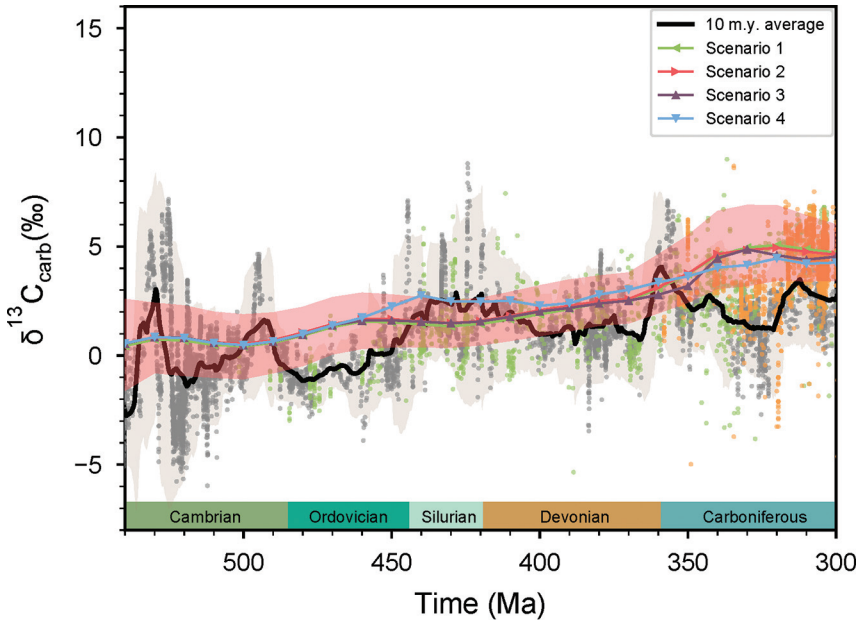 15
10
5
0
−5
δ¹³C_carb(‰)
10 m.y. average
Scenario 1
Scenario 2
Scenario 3
Scenario 4
Cambrian
Ordovician
Silurian
Devonian
Carboniferous
500
450
400
350
300
Time (Ma)